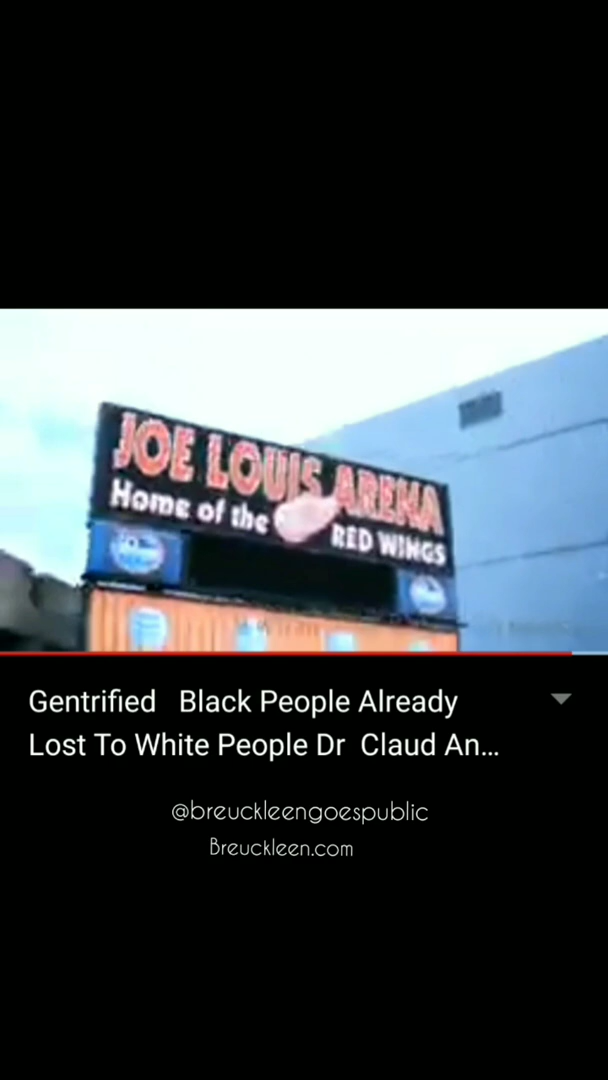 JOE LOUIS ARENA
Home of the RED WINGS
Gentrified Black People Already
Lost To White People Dr Claud An...
@breuckleengoespublic
Breuckleen.com